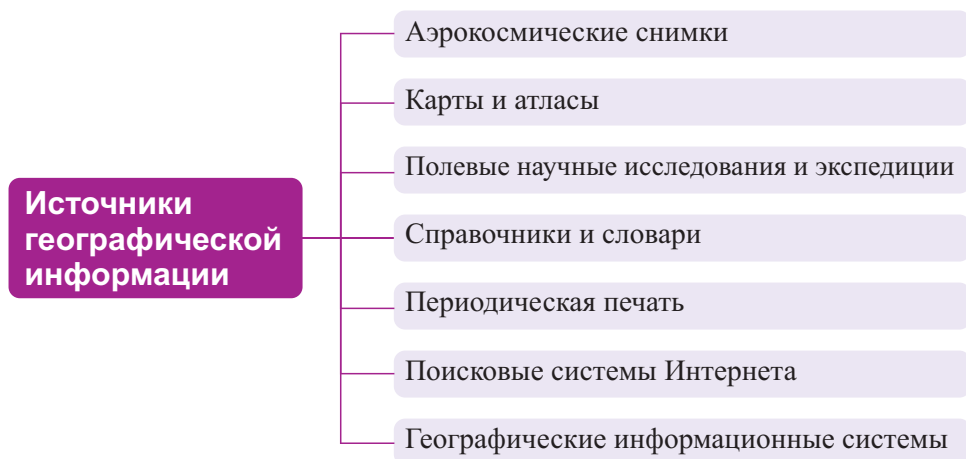 Аэрокосмические снимки
Карты и атласы
Полевые научные исследования и экспедиции
Источники
географической
информации
Справочники и словари
Периодическая печать
Поисковые системы Интернета
Географические информационные системы